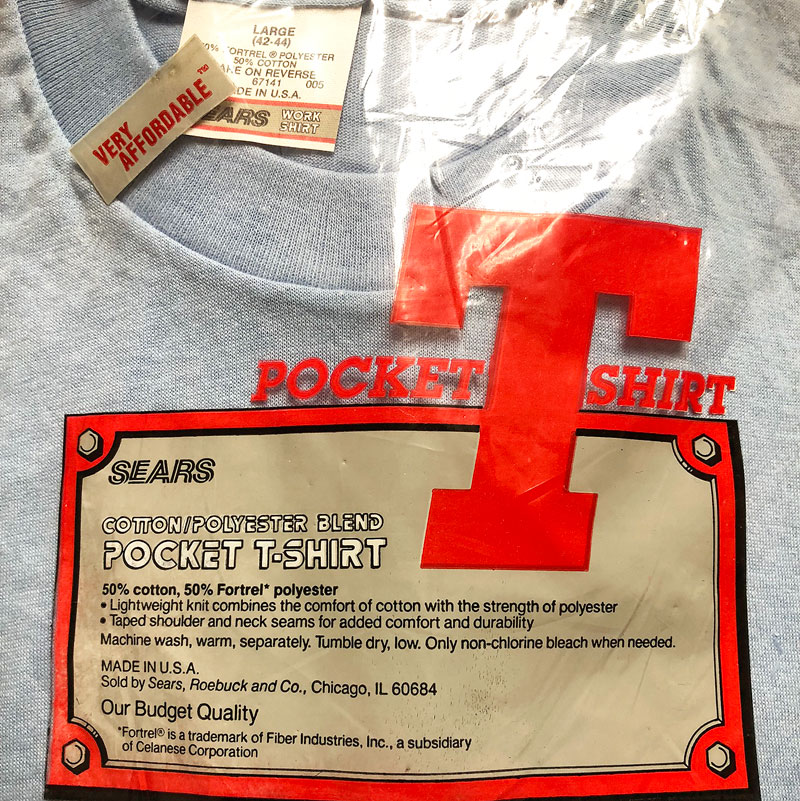 LARGE
(42-44)
FORTREL® POLYESTER
50% COTTON
ON REVERSE
67141 005
MADE IN U.S.A.
SEARS WORK
SHIRT
VERY
AFFORDABLE
POCKET T SHIRT
SEARS
COTTON/POLYESTER BLEND
POCKET T-SHIRT
50% cotton, 50% Fortrel* polyester
• Lightweight knit combines the comfort of cotton with the strength of polyester
• Taped shoulder and neck seams for added comfort and durability
Machine wash, warm, separately. Tumble dry, low. Only non-chlorine bleach when needed.
MADE IN U.S.A.
Sold by Sears, Roebuck and Co., Chicago, IL 60684
Our Budget Quality
*Fortrel® is a trademark of Fiber Industries, Inc., a subsidiary
of Celanese Corporation